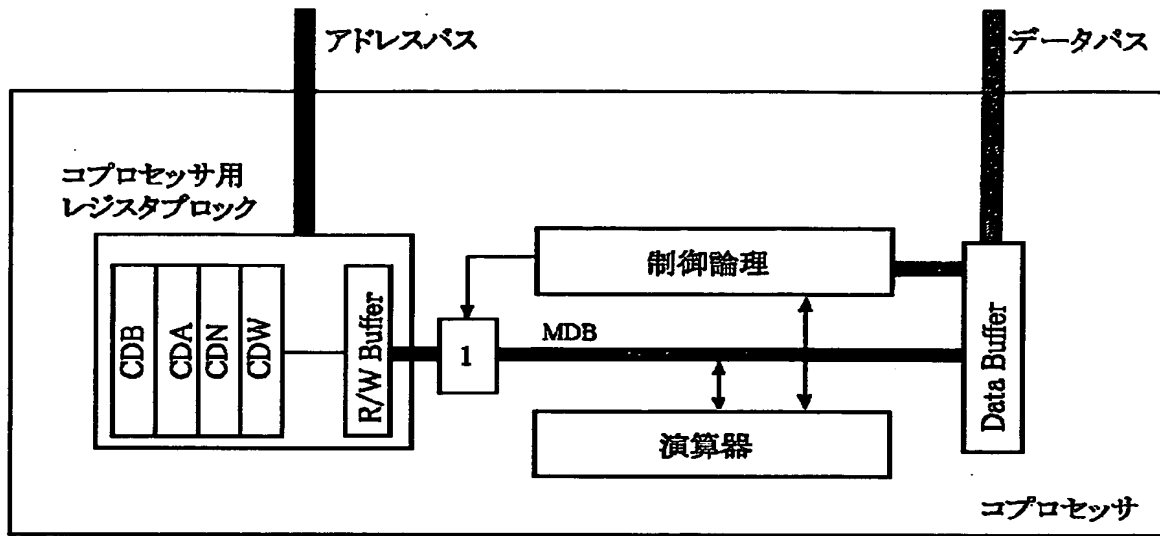 アドレスバス
データバス
コプロセッサ用
レジスタブロック
制御論理
CDB
CDA
CDN
CDW
R/W Buffer
1
MDB
Data Buffer
演算器
コプロセッサ